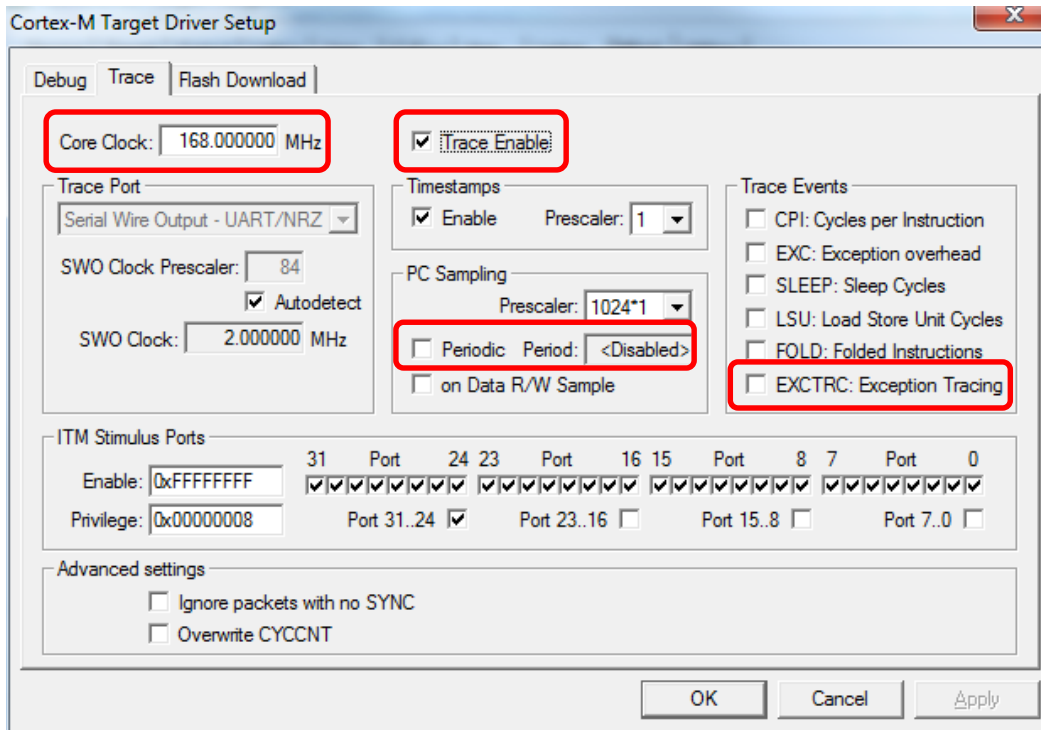 Cortex-M Target Driver Setup
x
Debug Trace Flash Download
Core Clock: 168.000000 MHz
Trace Enable
Trace Port
Serial Wire Output - UART/NRZ
SWO Clock Prescaler: 84
Autodetect
SWO Clock: 2.000000 MHz
Timestamps
Enable Prescaler: 1
PC Sampling
Prescaler: 1024*1
Periodic Period: <Disabled>
on Data R/W Sample
Trace Events
CPI: Cycles per Instruction
EXC: Exception overhead
SLEEP: Sleep Cycles
LSU: Load Store Unit Cycles
FOLD: Folded Instructions
EXCTRC: Exception Tracing
ITM Stimulus Ports
31 Port 24 23 Port 16 15 Port 8 7 Port 0
Enable: 0xFFFFFFFF
Privilege: 0x00000008 Port 31..24 Port 23..16 Port 15..8 Port 7..0
Advanced settings
Ignore packets with no SYNC
Overwrite CYCCNT
OK Cancel Apply